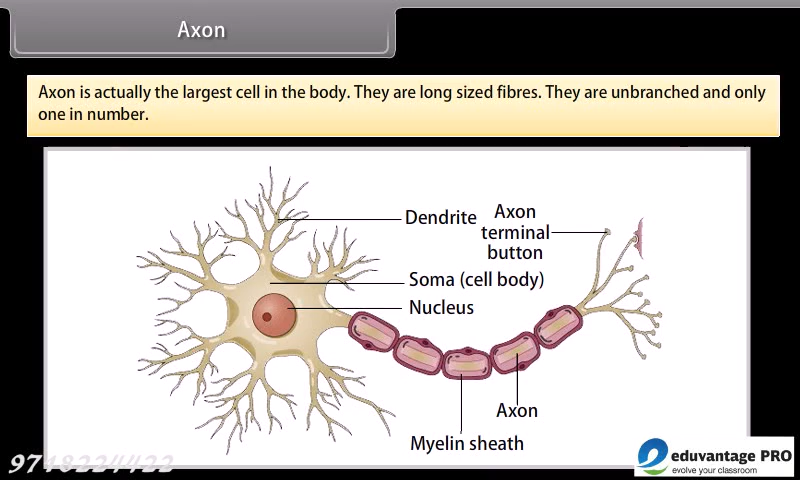 Axon
Axon is actually the largest cell in the body. They are long sized fibres. They are unbranched and only
one in number.
Dendrite
Axon
terminal
button
Soma (cell body)
Nucleus
Axon
Myelin sheath
9718224422
eduvantage PRO
evolve your classroom